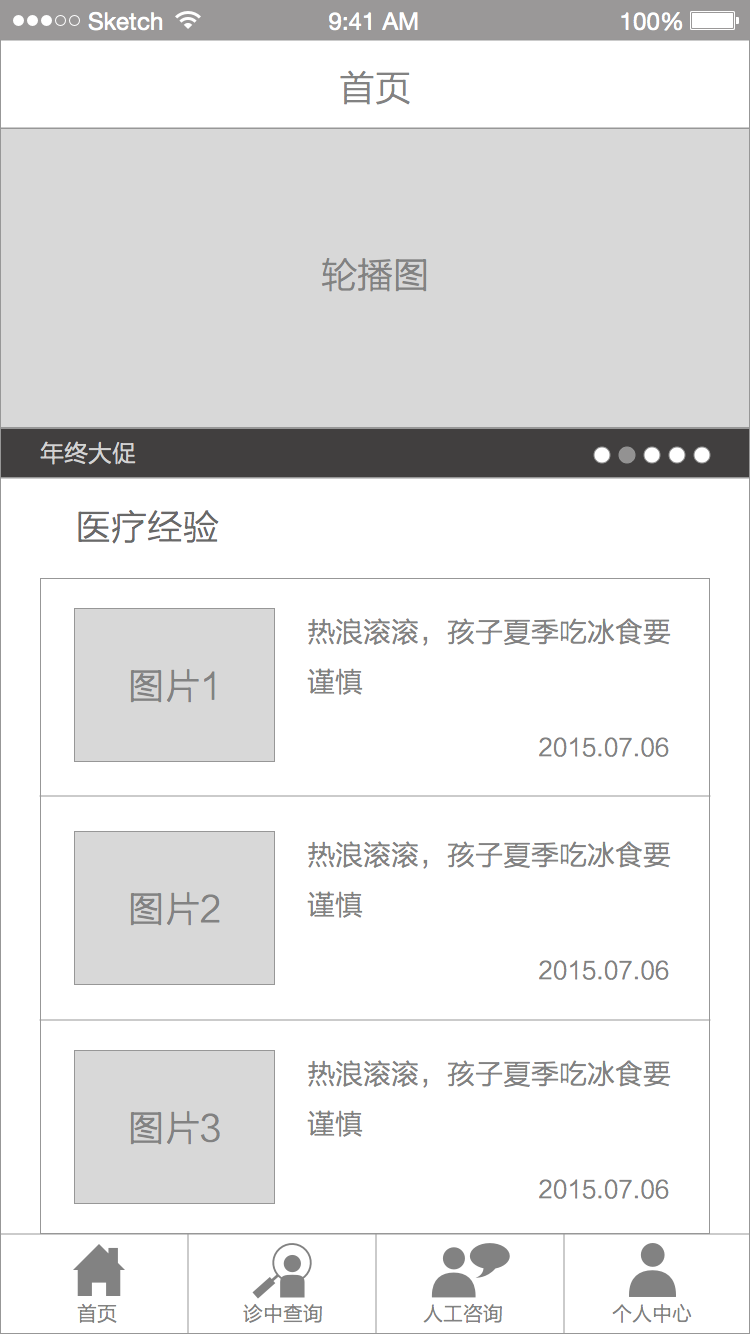 Sketch 9:41 AM 100%
首页
轮播图
年终大促
医疗经验
图片1
热浪滚滚，孩子夏季吃冰食要
谨慎
2015.07.06
图片2
热浪滚滚，孩子夏季吃冰食要
谨慎
2015.07.06
图片3
热浪滚滚，孩子夏季吃冰食要
谨慎
2015.07.06
首页 诊中查询 人工咨询 个人中心